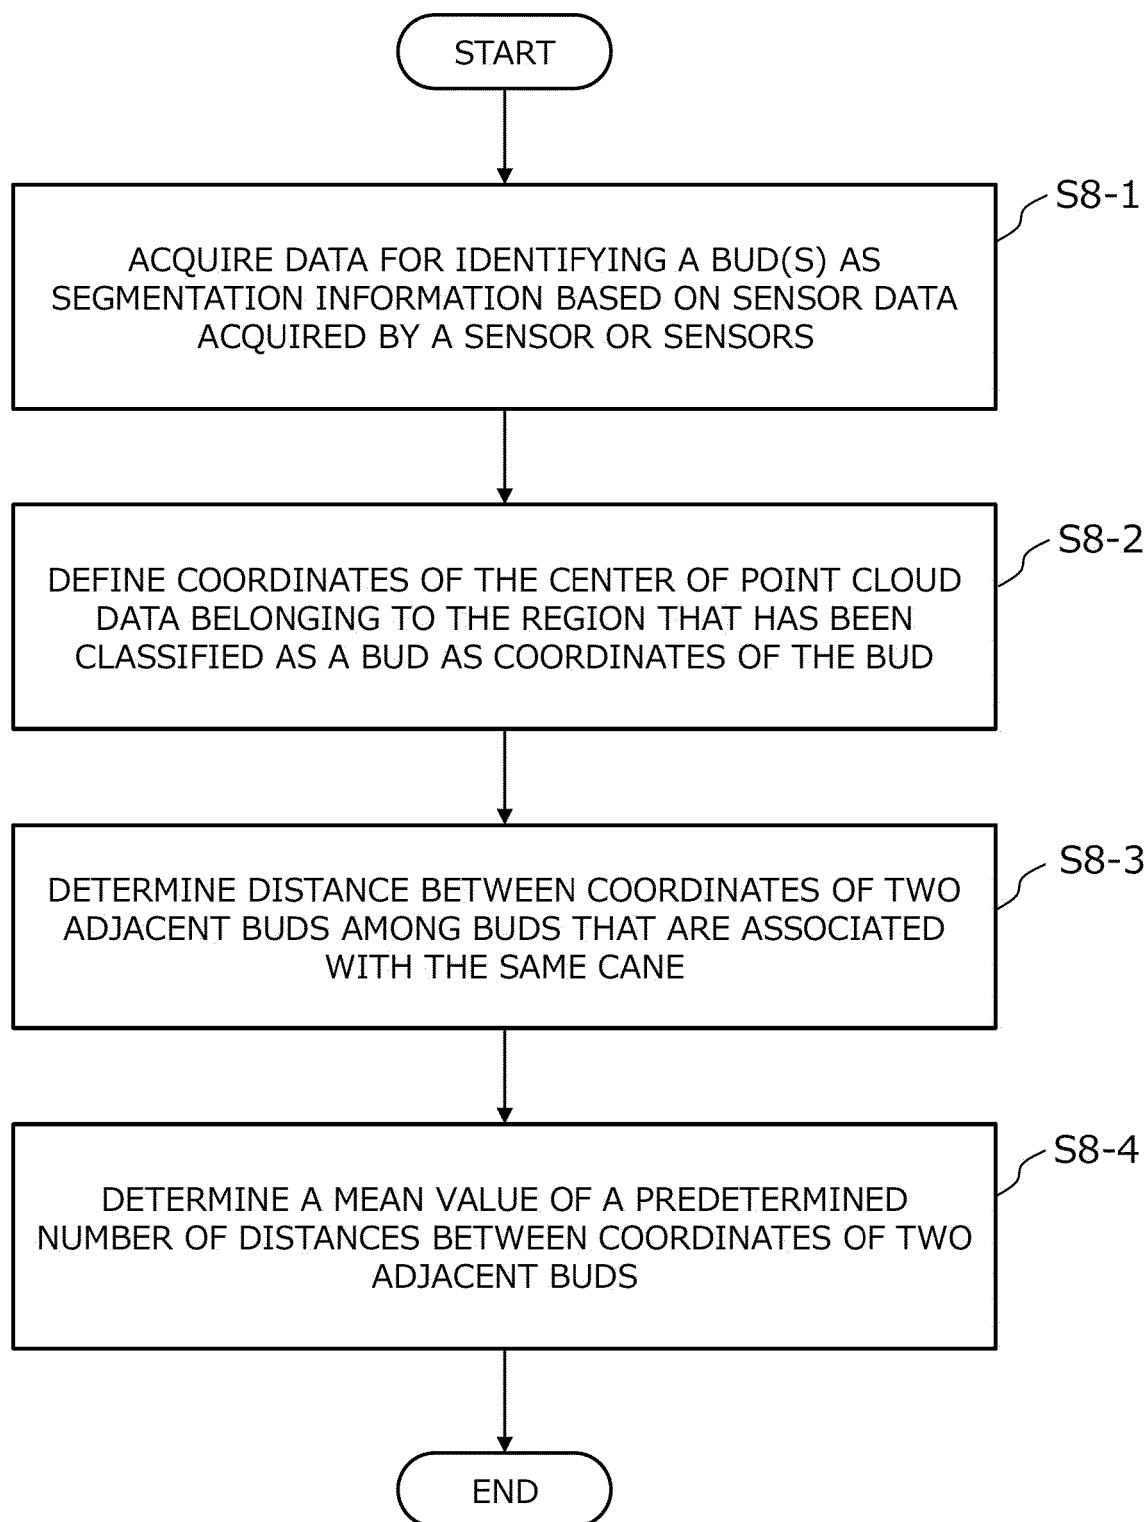 START
S8-1
ACQUIRE DATA FOR IDENTIFYING A BUD(S) AS
SEGMENTATION INFORMATION BASED ON SENSOR DATA
ACQUIRED BY A SENSOR OR SENSORS
S8-2
DEFINE COORDINATES OF THE CENTER OF POINT CLOUD
DATA BELONGING TO THE REGION THAT HAS BEEN
CLASSIFIED AS A BUD AS COORDINATES OF THE BUD
S8-3
DETERMINE DISTANCE BETWEEN COORDINATES OF TWO
ADJACENT BUDS AMONG BUDS THAT ARE ASSOCIATED
WITH THE SAME CANE
S8-4
DETERMINE A MEAN VALUE OF A PREDETERMINED
NUMBER OF DISTANCES BETWEEN COORDINATES OF TWO
ADJACENT BUDS
END